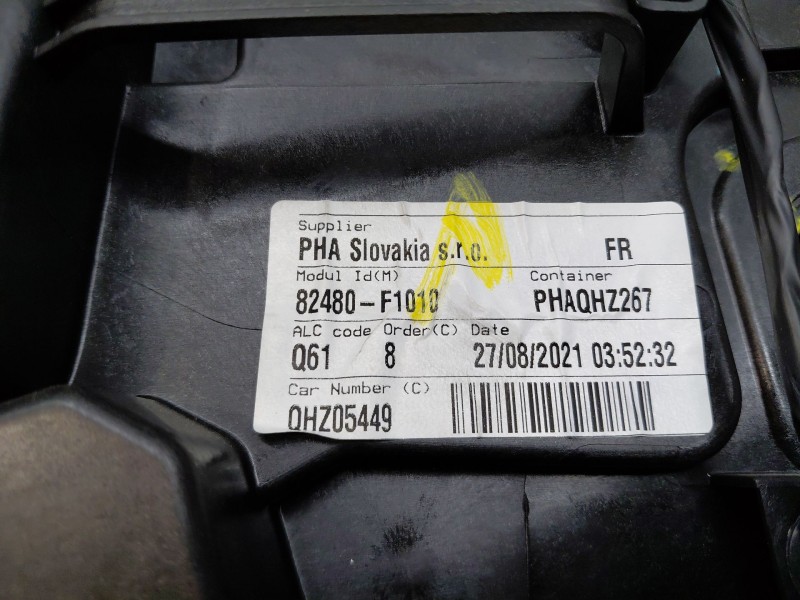 Supplier
PHA Slovakia s.r.o. FR
Modul Id(M) Container
82480-F1010 PHAQHZ267
ALC code Order(C) Date
Q61 8 27/08/2021 03:52:32
Car Number (C)
QHZ05449